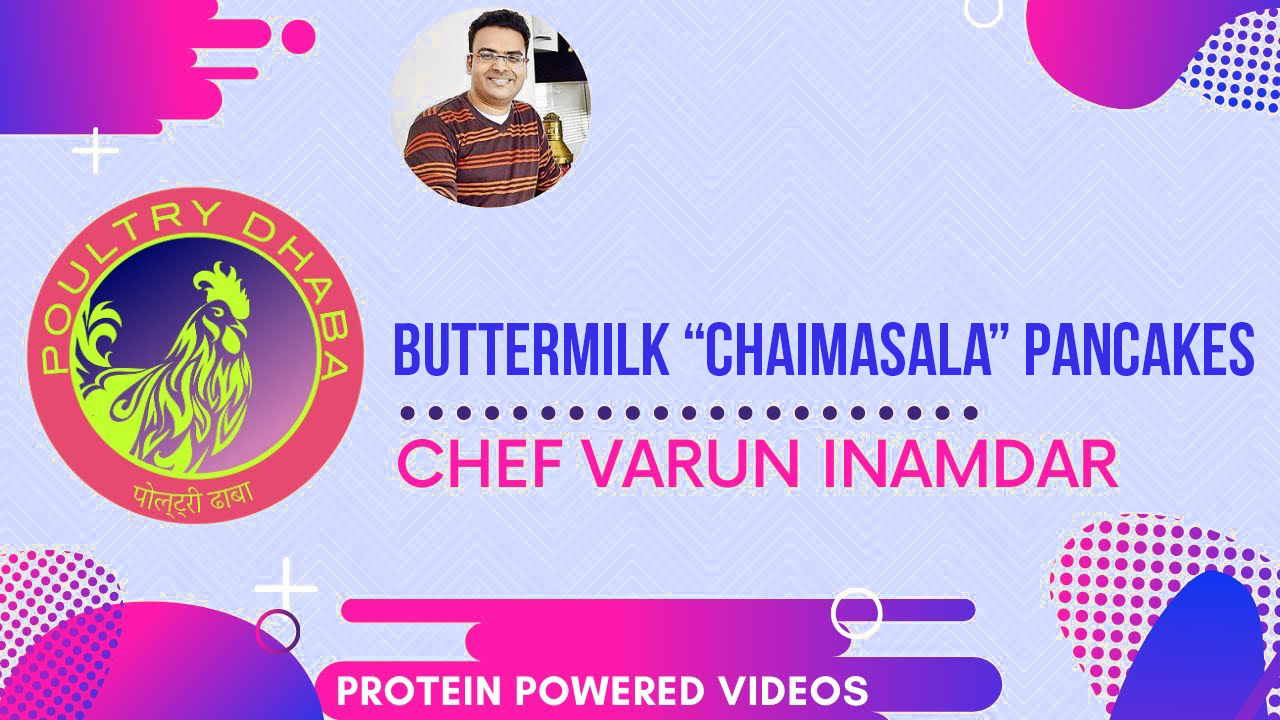 POULTRY DHABA
पोल्ट्री ढाबा
BUTTERMILK “CHAIMASALA” PANCAKES
CHEF VARUN INAMDAR
PROTEIN POWERED VIDEOS